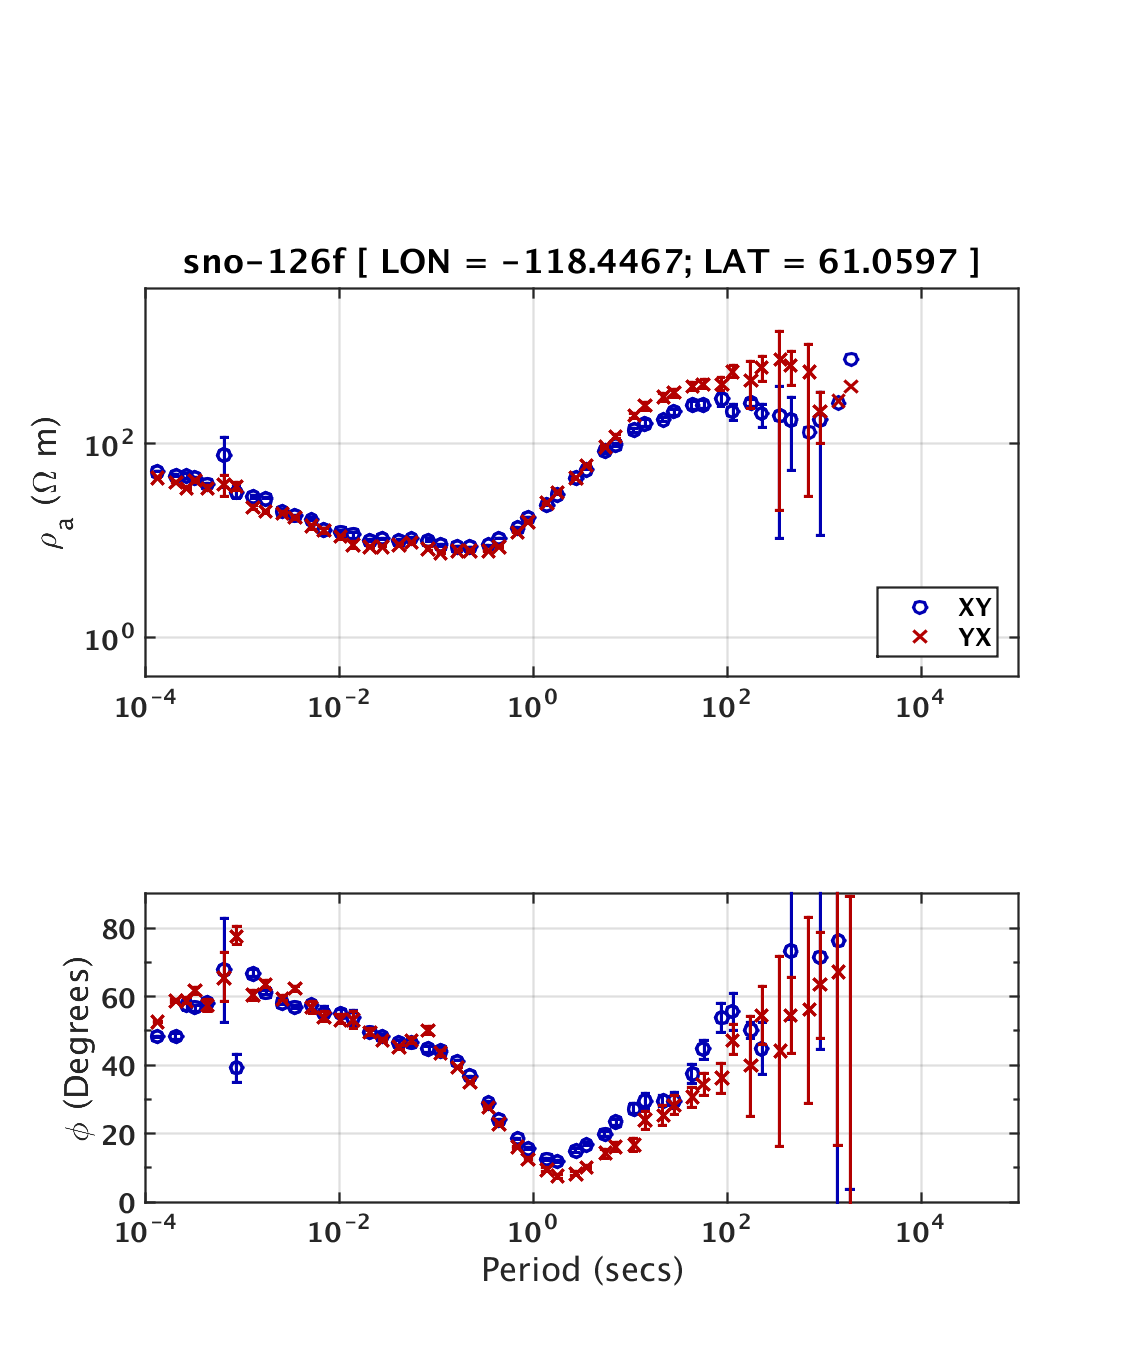 sno-126f [ LON = -118.4467; LAT = 61.0597 ]
ρa (Ω m)
10^2
10^0
XY
YX
10^-4 10^-2 10^0 10^2 10^4
ϕ (Degrees)
80
60
40
20
0
10^-4 10^-2 10^0 10^2 10^4
Period (secs)